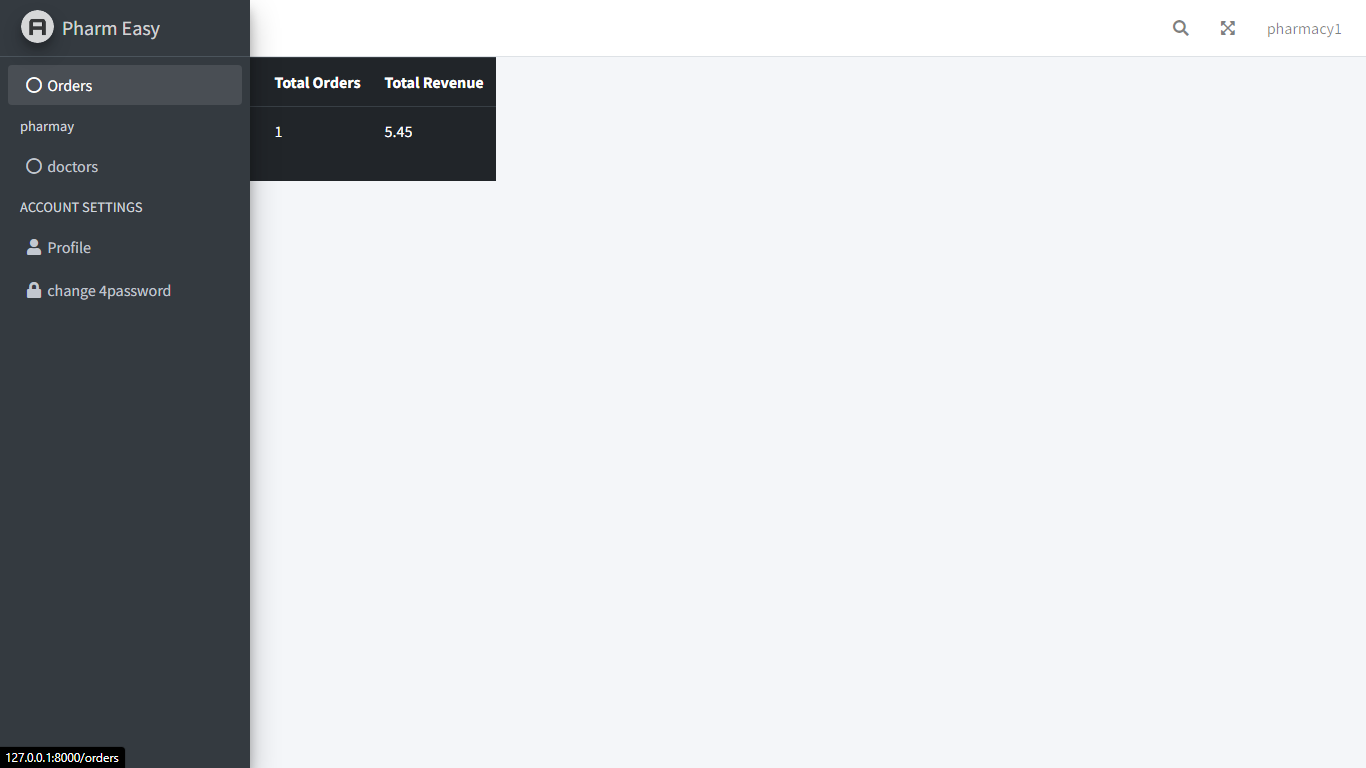 Pharm Easy
pharmacy1
Orders
pharmay
doctors
ACCOUNT SETTINGS
Profile
change 4password
Total Orders Total Revenue
1 5.45
127.0.0.1:8000/orders